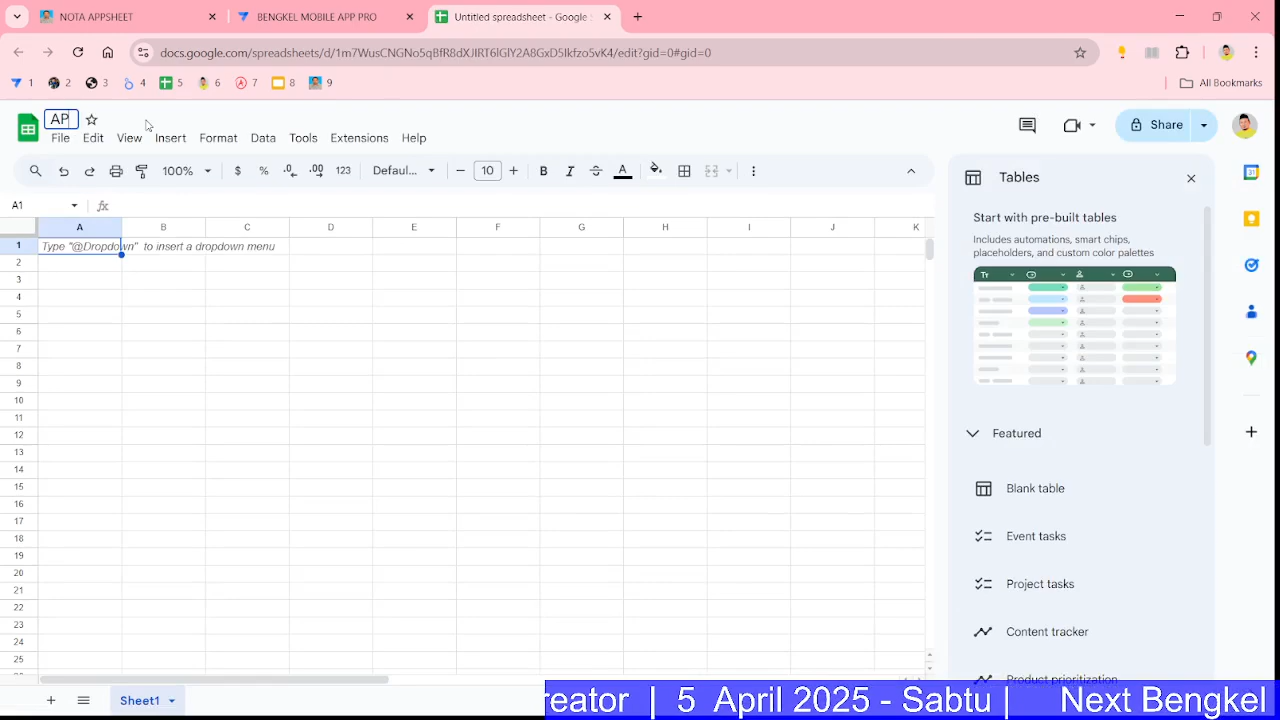 NOTA APPSHEET
BENGKEL MOBILE APP PRO
Untitled spreadsheet - Google S
docs.google.com/spreadsheets/d/1m7WusCNGNo5qBfR8dXJlRT6lGlY2A8GxD5lkfzo5vK4/edit?gid=0#gid=0
1 2 3 4 5 6 7 8 9
All Bookmarks
AP
File Edit View Insert Format Data Tools Extensions Help
Share
100% $ % .0 .00 123 Defaul... 10 B I A
A1 fx
A B C D E F G H I J K
1 Type "@Dropdown" to insert a dropdown menu
2
3
4
5
6
7
8
9
10
11
12
13
14
15
16
17
18
19
20
21
22
23
24
25
Tables
Start with pre-built tables
Includes automations, smart chips,
placeholders, and custom color palettes
Tr
Featured
Blank table
Event tasks
Project tasks
Content tracker
Product prioritization
Sheet1
reator | 5 April 2025 - Sabtu | Next Bengkel